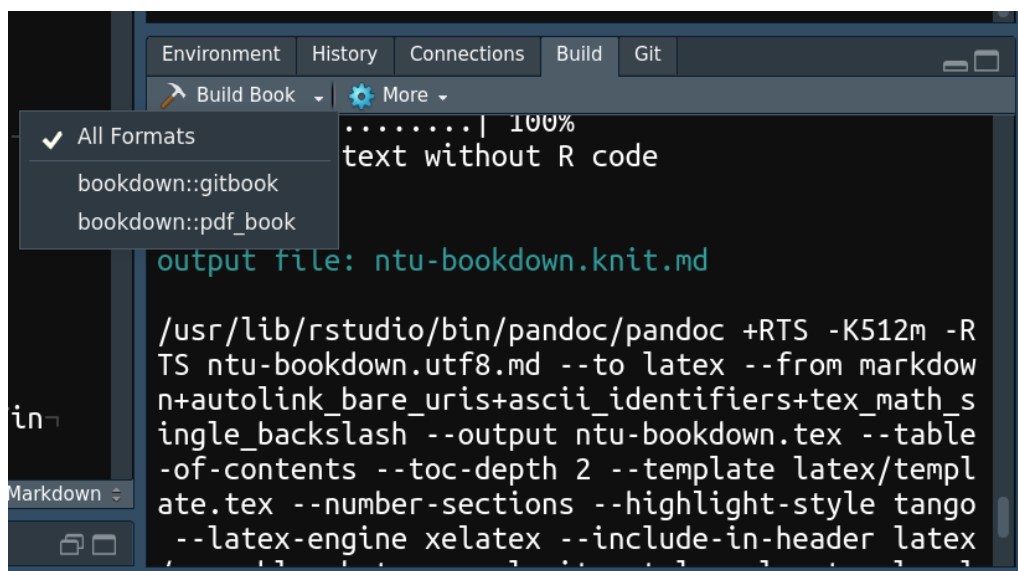 Environment History Connections Build Git
Build Book More
All Formats
bookdown::gitbook
bookdown::pdf_book
........| 100%
text without R code
output file: ntu-bookdown.knit.md
/usr/lib/rstudio/bin/pandoc/pandoc +RTS -K512m -R
TS ntu-bookdown.utf8.md --to latex --from markdow
n+autolink_bare_uris+ascii_identifiers+tex_math_s
ingle_backslash --output ntu-bookdown.tex --table
-of-contents --toc-depth 2 --template latex/templ
ate.tex --number-sections --highlight-style tango
--latex-engine xelatex --include-in-header latex
in¬
Markdown